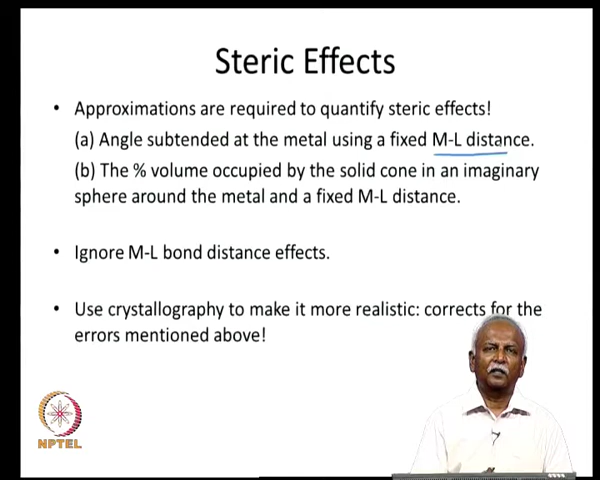 Steric Effects
• Approximations are required to quantify steric effects!
(a) Angle subtended at the metal using a fixed M-L distance.
(b) The % volume occupied by the solid cone in an imaginary
sphere around the metal and a fixed M-L distance.
• Ignore M-L bond distance effects.
• Use crystallography to make it more realistic: corrects for the
errors mentioned above!
NPTEL